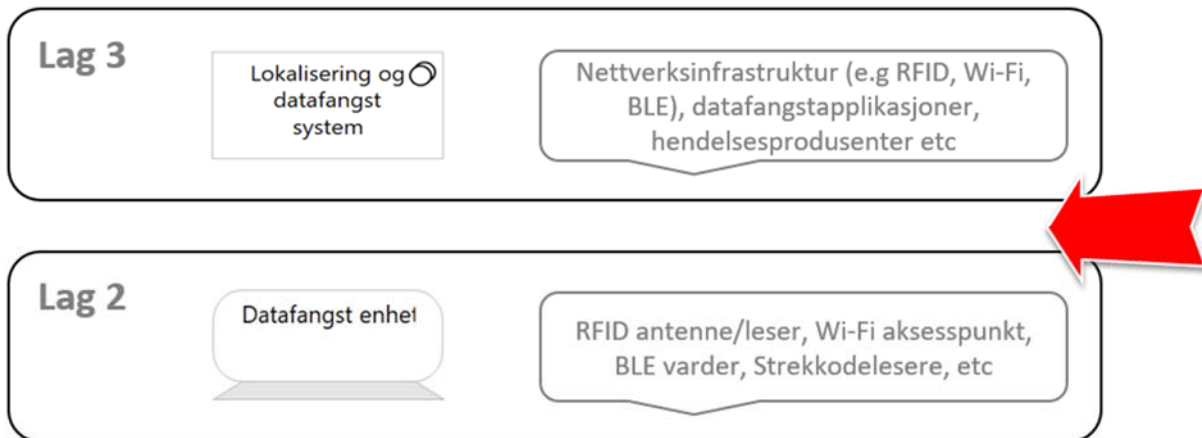 Lag 3
Lokalisering og
datafangst
system
Nettverksinfrastruktur (e.g RFID, Wi-Fi,
BLE), datafangstapplikasjoner,
hendelsesprodusenter etc
Lag 2
Datafangst enhet
RFID antenne/leser, Wi-Fi aksesspunkt,
BLE varder, Strekkodelesere, etc